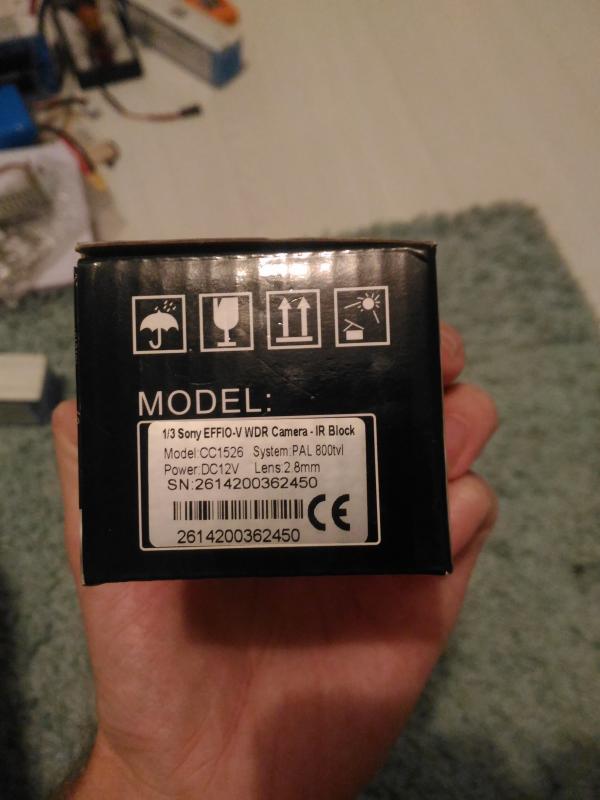 MODEL:
1/3 Sony EFFIO-V WDR Camera - IR Block
Model:CC1526 System:PAL 800tvl
Power:DC12V Lens:2.8mm
SN:2614200362450
CE
2614200362450